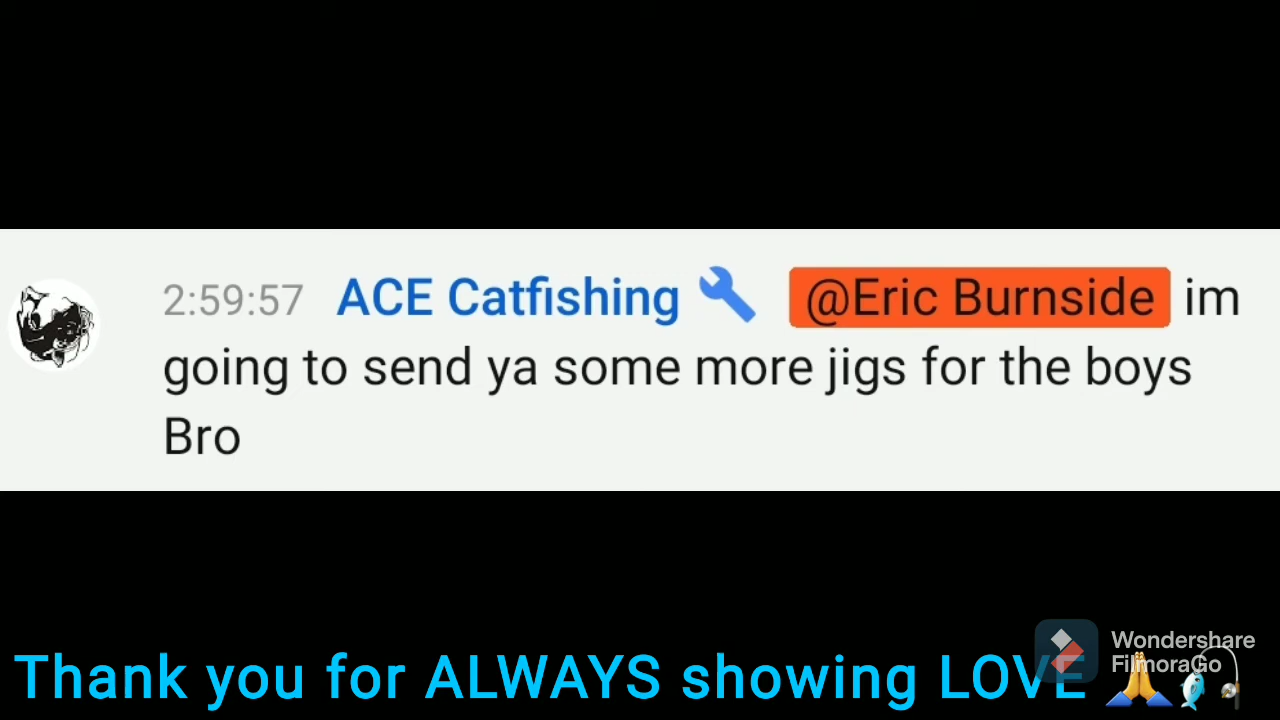 2:59:57 ACE Catfishing 🔧 @Eric Burnside im
going to send ya some more jigs for the boys
Bro
Wondershare
FilmoraGo
Thank you for ALWAYS showing LOVE 🙏🎣